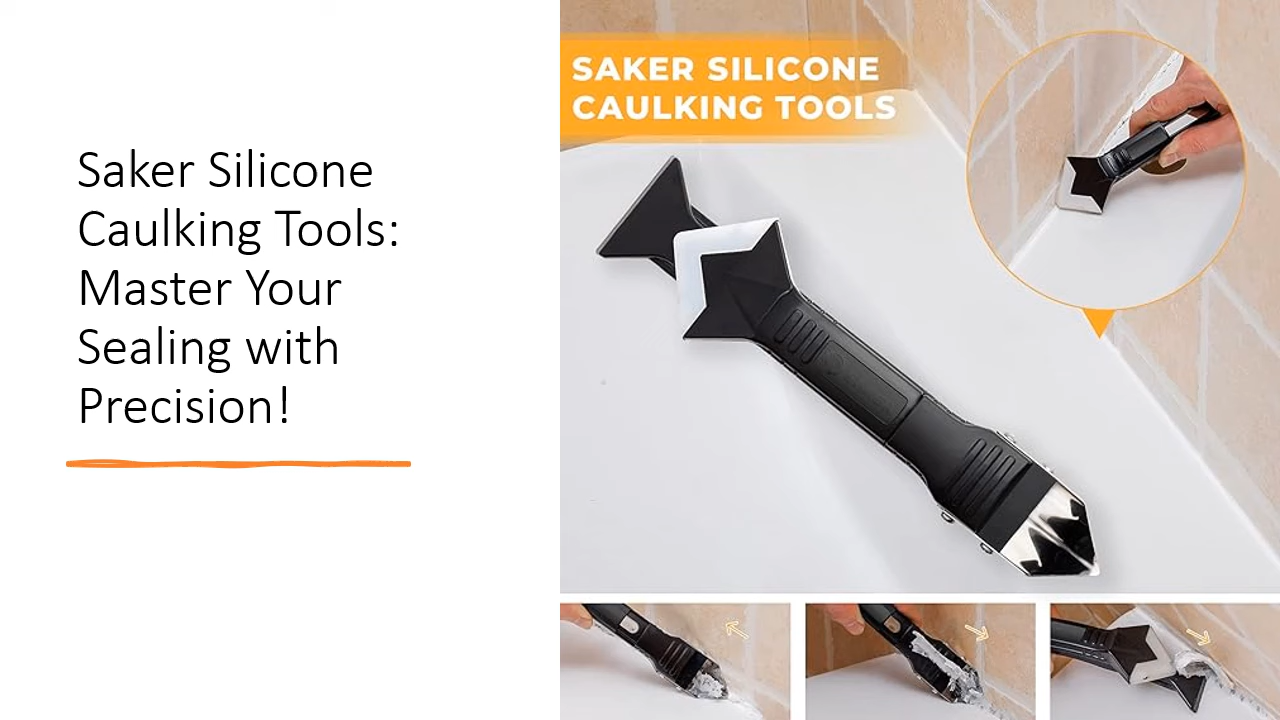 Saker Silicone
Caulking Tools:
Master Your
Sealing with
Precision!
SAKER SILICONE
CAULKING TOOLS